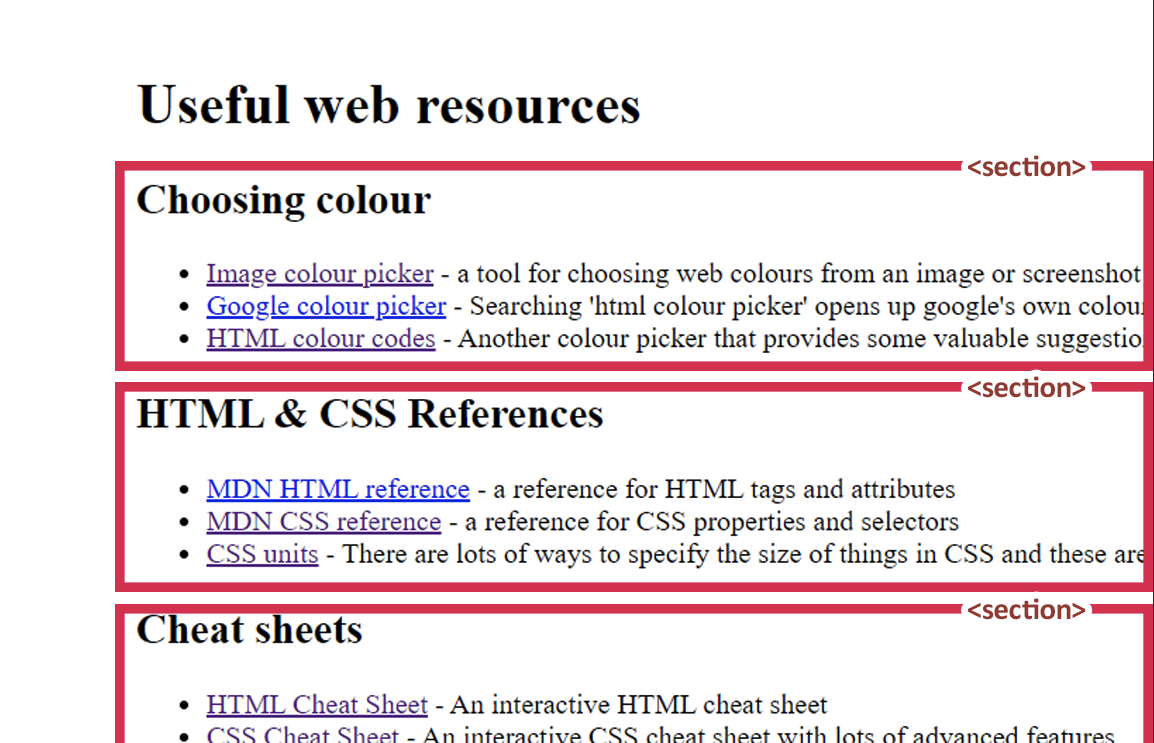 Useful web resources
<section>
Choosing colour
Image colour picker - a tool for choosing web colours from an image or screenshot
Google colour picker - Searching 'html colour picker' opens up google's own colour
HTML colour codes - Another colour picker that provides some valuable suggestio
<section>
HTML & CSS References
MDN HTML reference - a reference for HTML tags and attributes
MDN CSS reference - a reference for CSS properties and selectors
CSS units - There are lots of ways to specify the size of things in CSS and these are
<section>
Cheat sheets
HTML Cheat Sheet - An interactive HTML cheat sheet
CSS Cheat Sheet - An interactive CSS cheat sheet with lots of advanced features